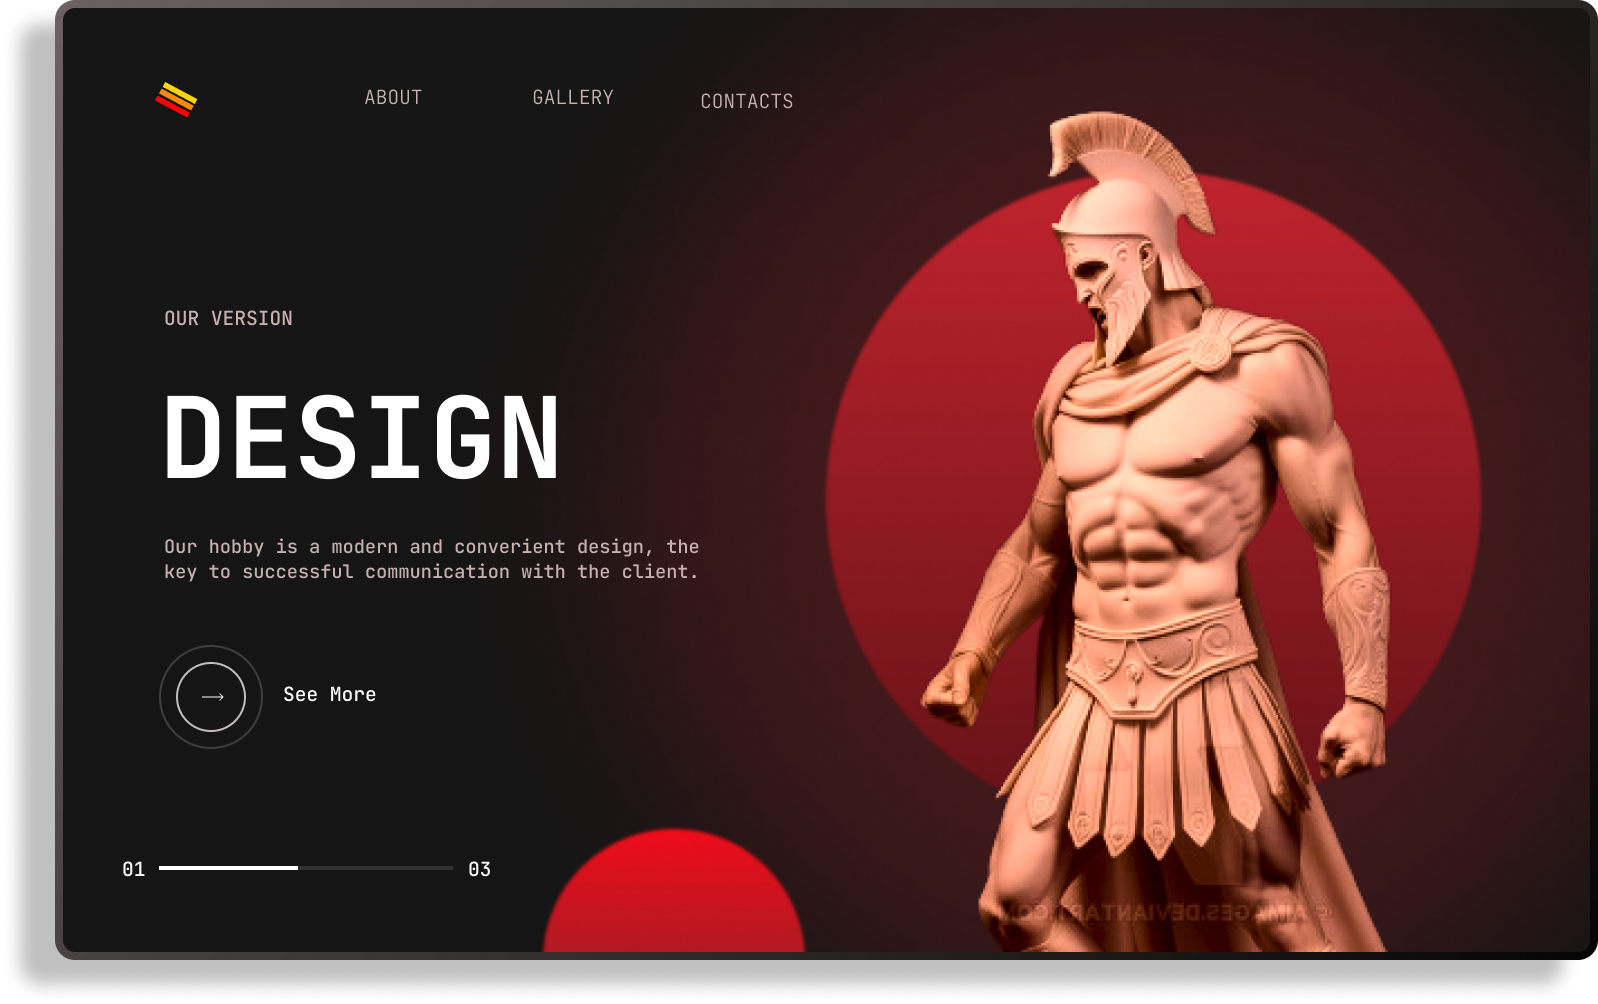 ABOUT GALLERY CONTACTS
OUR VERSION
DESIGN
Our hobby is a modern and converient design, the
key to successful communication with the client.
See More
01 03